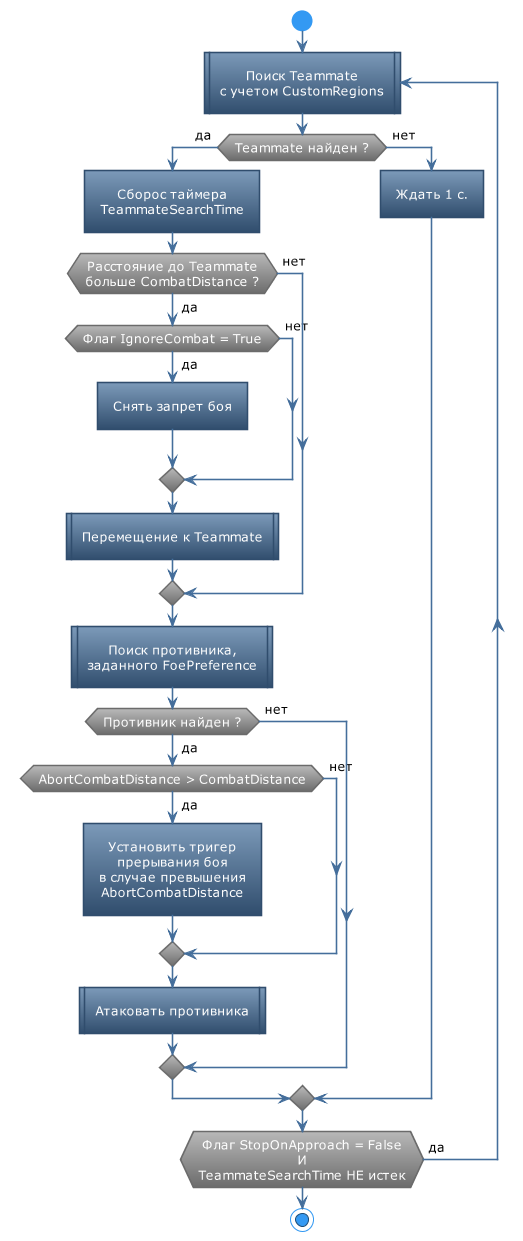 Поиск Teammate
с учетом CustomRegions
да
Teammate найден ?
нет
Сборос таймера
TeammateSearchTime
Ждать 1 с.
Расстояние до Teammate
больше CombatDistance ?
нет
да
Флаг IgnoreCombat = True
нет
да
Снять запрет боя
Перемещение к Teammate
Поиск противника,
заданного FoePreference
Противник найден ?
нет
да
AbortCombatDistance > CombatDistance
нет
да
Установить тригер
прерывания боя
в случае превышения
AbortCombatDistance
Атаковать противника
Флаг StopOnApproach = False
И
TeammateSearchTime НЕ истек
да